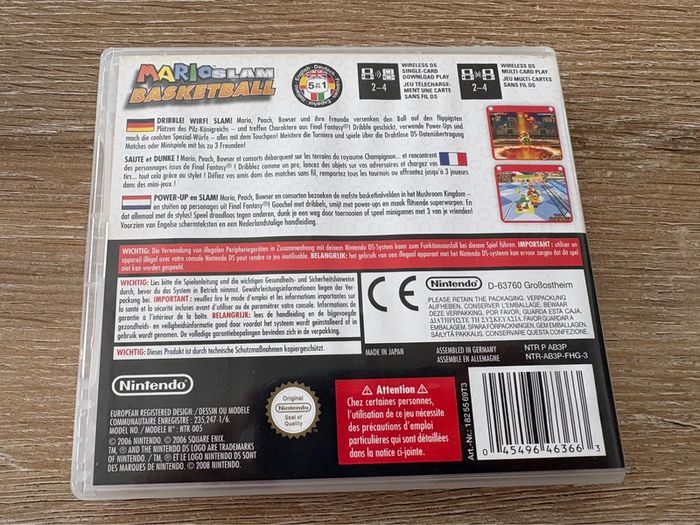 MARIO SLAM
BASKETBALL
English · Deutsch · Français
5 in 1
Español · Italiano
WIRELESS DS
SINGLE-CARD
DOWNLOAD PLAY
JEU TÉLÉCHARGE-
MENT UNE CARTE
SANS FIL DS
2–4
WIRELESS DS
MULTI-CARD PLAY
JEU MULTI-CARTES
SANS FIL DS
2–4
DRIBBLE! WIRF! SLAM! Mario, Peach, Bowser und ihre Freunde versenken den Ball auf den flippigsten
Plätzen des Pilz-Königreichs – und treffen Charaktere aus Final Fantasy®! Dribble geschickt, verwende Power-Ups und
mach die coolsten Spezial-Würfe – alles mit dem Touchpen! Meistere die Turniere und spiele über die Drahtlose DS-Datenübertragung
Matches oder Minispiele mit bis zu 3 Freunden!
SAUTE et DUNKE ! Mario, Peach, Bowser et consorts débarquent sur les terrains du royaume Champignon... et rencontrent
des personnages issus de Final Fantasy® ! Dribblez comme un pro, lancez des objets sur vos adversaires et chargez vos
tirs... tout cela grâce au stylet ! Défiez vos amis dans des matches sans fil, remportez tous les tournois ou affrontez jusqu'à 3 joueurs
dans des mini-jeux !
POWER-UP en SLAM! Mario, Peach, Bowser en consorten bezoeken de mafste basketbalvelden in het Mushroom Kingdom –
en stuiten op personages uit Final Fantasy®! Goochel met dribbels, smijt met power-ups en maak flitsende superworpen. En
dat allemaal met de stylus! Speel draadloos tegen anderen, dunk je een weg door toernooien of speel minigames met 3 van je vrienden!
Voorzien van Engelse schermteksten en een Nederlandstalige handleiding.
WICHTIG: Die Verwendung von illegalen Peripheriegeräten in Zusammenhang mit deinem Nintendo DS-System kann zum Funktionsausfall bei diesem Spiel führen. IMPORTANT : utiliser un
appareil illégal avec votre console Nintendo DS peut rendre ce jeu inutilisable. BELANGRIJK: het gebruik van een illegaal apparaat met het Nintendo DS-systeem kan ervoor zorgen dat dit spel
niet kan worden gespeeld.
WICHTIG: Lies bitte die Spielanleitung und die wichtigen Gesundheits- und Sicherheitshinweise
durch, bevor du das System in Betrieb nimmst. Gewährleistungsinformationen liegen der Ver-
packung bei. IMPORTANT : veuillez lire le mode d'emploi et les informations importantes sur
la santé et la sécurité incluses avant d'utiliser ce jeu ou de paramétrer votre console. Informations de
garantie à l'intérieur de la boîte. BELANGRIJK: lees de handleiding en de bijgevoegde
gezondheids- en veiligheidsinformatie goed door voordat het systeem wordt geïnstalleerd of in
gebruik wordt genomen. De volledige garantiebepalingen bevinden zich in de verpakking.
WICHTIG: Dieses Produkt ist durch technische Schutzmaßnahmen kopiergeschützt.
CE
Nintendo
D-63760 Großostheim
PLEASE RETAIN THE PACKAGING. VERPACKUNG
AUFHEBEN. CONSERVER L'EMBALLAGE. BEWAAR
DEZE VERPAKKING. POR FAVOR, GUARDA ESTA CAJA.
ΔΙΑΤΗΡΕΙΣΤΕ ΤΗ ΣΥΣΚΕΥΑΣΙΑ. POR FAVOR GUARDAR A
EMBALAGEM. SPAR FÖRPACKNINGEN. GEM EMBALLAGEN.
SÄILYTÄ PAKKAUS. CONSERVARE QUESTA CONFEZIONE.
MADE IN JAPAN
ASSEMBLED IN GERMANY
ASSEMBLÉ EN ALLEMAGNE
NTR P AB3P
NTR-AB3P-FHG-3
Nintendo
EUROPEAN REGISTERED DESIGN: / DESSIN OU MODÈLE
COMMUNAUTAIRE ENREGISTRE : 235,247-1/6.
MODEL NO. / MODÈLE N° : NTR-005
© 2006 NINTENDO. © 2006 SQUARE ENIX.
TM, ® AND THE NINTENDO DS LOGO ARE TRADEMARKS
OF NINTENDO. / TM, ® ET LE LOGO NINTENDO DS SONT
DES MARQUES DE NINTENDO. © 2008 NINTENDO.
Original
Nintendo
Seal of
Quality
Attention
Chez certaines personnes,
l'utilisation de ce jeu nécessite
des précautions d'emploi
particulières qui sont détaillées
dans la notice ci-jointe.
Art.-Nr.: 182 55 69T3
0 45496 46366 3